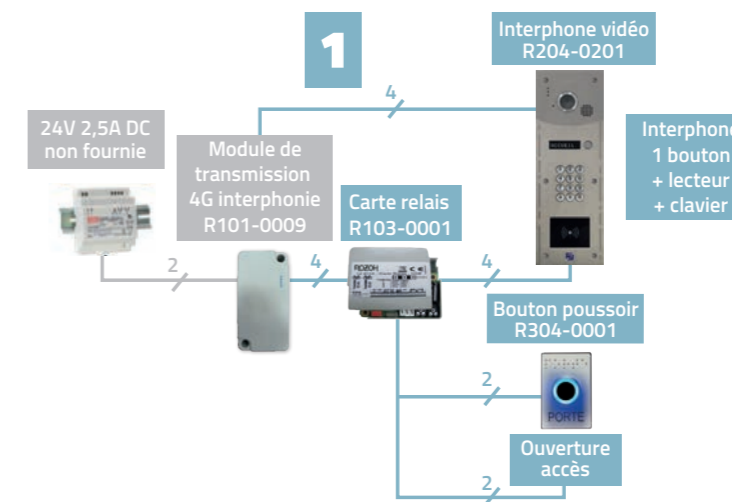 1
Interphone vidéo
R204-0201
4
24V 2,5A DC
non fournie
Module de
transmission
4G interphonie
R101-0009
Carte relais
R103-0001
Interphone
1 bouton
+ lecteur
+ clavier
2
4
4
ROZOH
Bouton poussoir
R304-0001
2
PORTE
Ouverture
accès
2